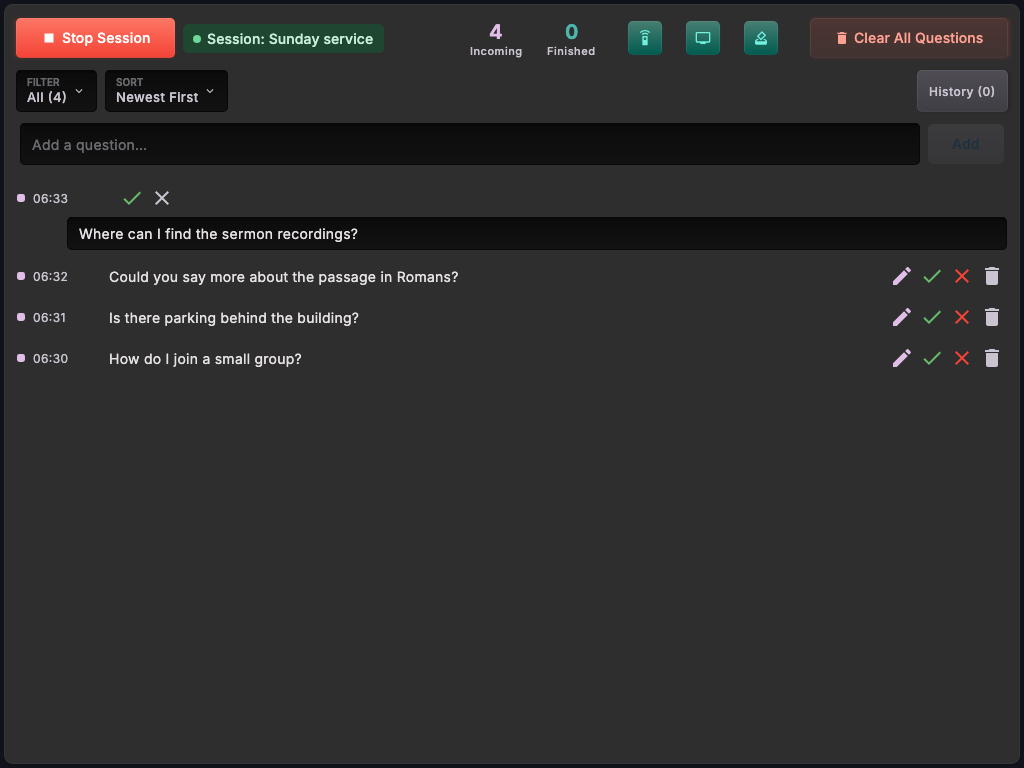 Stop Session
Session: Sunday service
4
Incoming
0
Finished
Clear All Questions
FILTER
All (4)
SORT
Newest First
History (0)
Add a question...
Add
06:33
Where can I find the sermon recordings?
06:32 Could you say more about the passage in Romans?
06:31 Is there parking behind the building?
06:30 How do I join a small group?